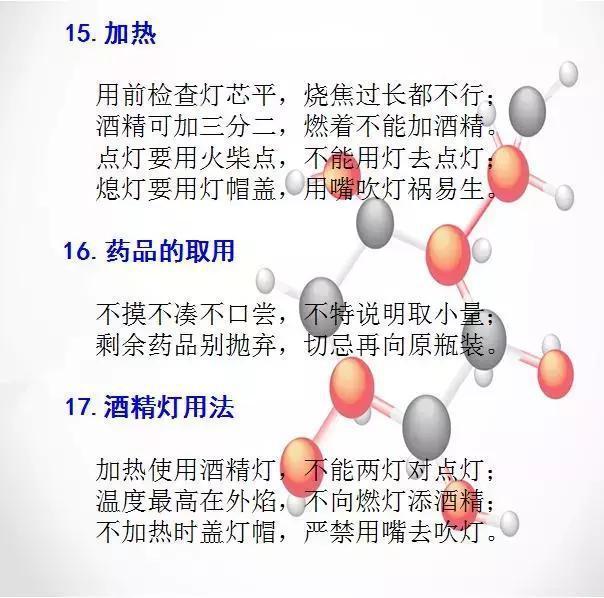 15.加热
用前检查灯芯平，烧焦过长都不行；
酒精可加三分二，燃着不能加酒精。
点灯要用火柴点，不能用灯去点灯；
熄灯要用灯帽盖，用嘴吹灯祸易生。
16.药品的取用
不摸不凑不口尝，不特说明取小量；
剩余药品别抛弃，切忌再向原瓶装。
17.酒精灯用法
加热使用酒精灯，不能两灯对点灯；
温度最高在外焰，不向燃灯添酒精；
不加热时盖灯帽，严禁用嘴去吹灯。